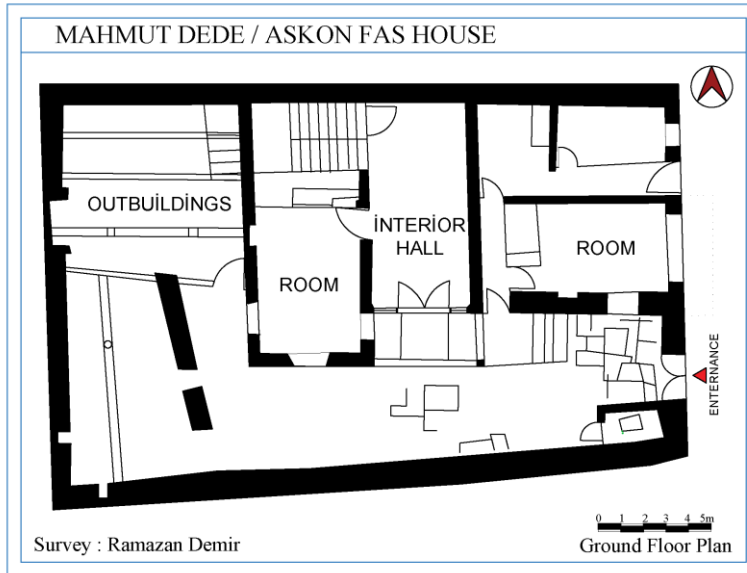 MAHMUT DEDE / ASKON FAS HOUSE
OUTBUİLDİNGS
İNTERİOR
HALL
ROOM
ROOM
ENTERNANCE
0 1 2 3 4 5m
Survey : Ramazan Demir
Ground Floor Plan